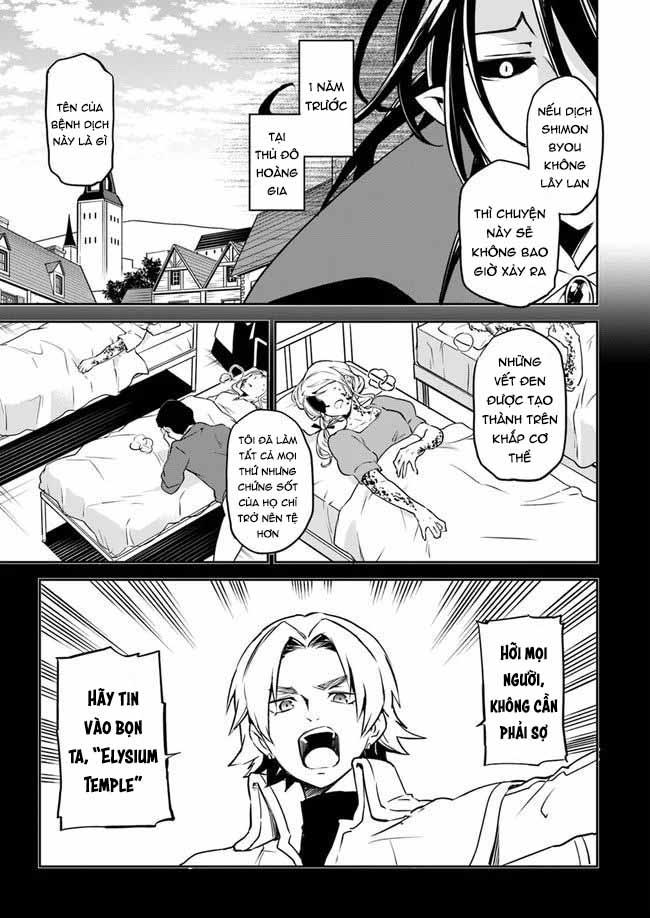 NẾU DỊCH
SHIMON
BYOU
KHÔNG
LÂY LAN
THÌ CHUYỆN
NÀY SẼ
KHÔNG BAO
GIỜ XẢY RA
1 NĂM
TRƯỚC
TẠI
THỦ ĐÔ
HOÀNG
GIA
TÊN CỦA
BỆNH DỊCH
NÀY LÀ GÌ
NHỮNG
VẾT ĐEN
ĐƯỢC TẠO
THÀNH TRÊN
KHẮP CƠ
THỂ
TÔI ĐÃ LÀM
TẤT CẢ MỌI
THỨ NHƯNG
CHỨNG SỐT
CỦA HỌ CHỈ
TRỞ NÊN TỆ
HƠN
HỠI MỌI
NGƯỜI,
KHÔNG CẦN
PHẢI SỢ
HÃY TIN
VÀO BỌN
TA, “ELYSIUM
TEMPLE”